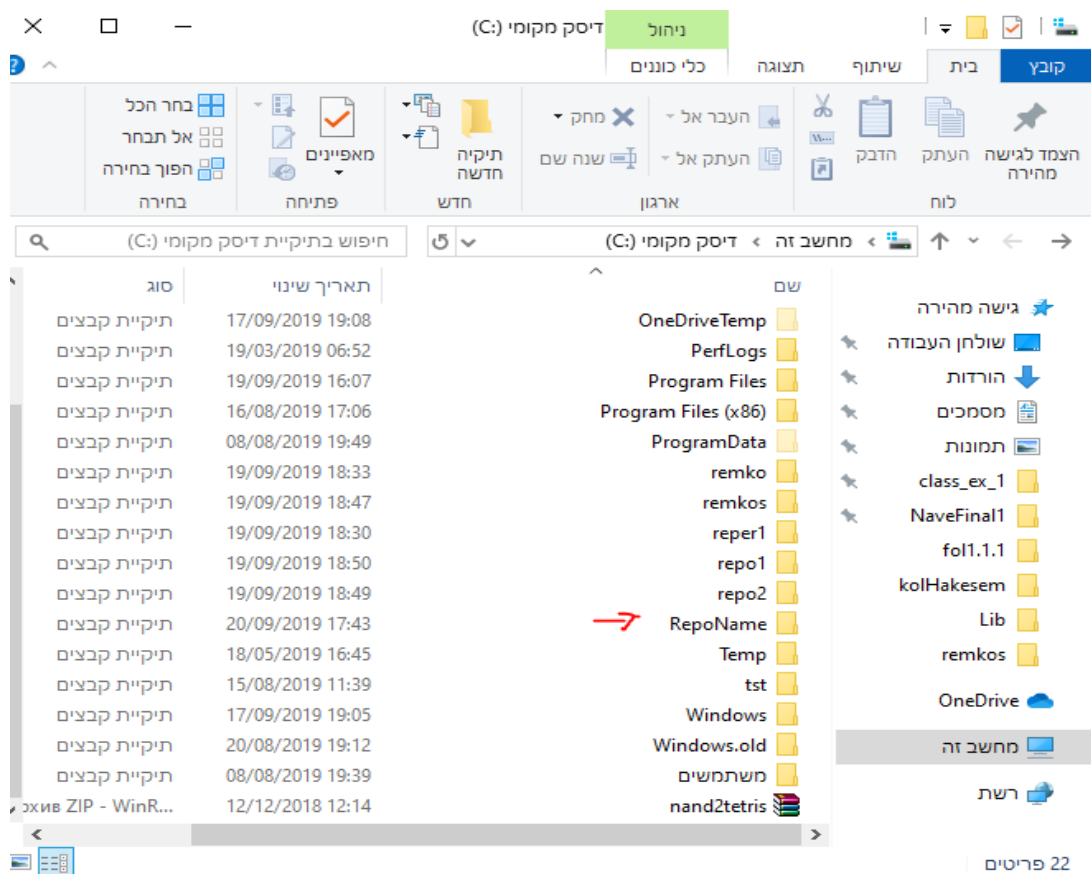 דיסק מקומי (C:)
ניהול
קובץ
בית
שיתוף
תצוגה
כלי כוננים
הצמד לגישה מהירה
העתק
הדבק
לוח
העבר אל
העתק אל
מחק
שנה שם
ארגון
תיקיה חדשה
חדש
מאפיינים
פתיחה
בחר הכל
אל תבחר
הפוך בחירה
בחירה
מחשב זה › דיסק מקומי (C:)
חיפוש בתיקיית דיסק מקומי (C:)
גישה מהירה
שולחן העבודה
הורדות
מסמכים
תמונות
class_ex_1
NaveFinal1
fol1.1.1
kolHakesem
Lib
remkos
OneDrive
מחשב זה
רשת
שם תאריך שינוי סוג
OneDriveTemp 17/09/2019 19:08 תיקיית קבצים
PerfLogs 19/03/2019 06:52 תיקיית קבצים
Program Files 19/09/2019 16:07 תיקיית קבצים
Program Files (x86) 16/08/2019 17:06 תיקיית קבצים
ProgramData 08/08/2019 19:49 תיקיית קבצים
remko 19/09/2019 18:33 תיקיית קבצים
remkos 19/09/2019 18:47 תיקיית קבצים
reper1 19/09/2019 18:30 תיקיית קבצים
repo1 19/09/2019 18:50 תיקיית קבצים
repo2 19/09/2019 18:49 תיקיית קבצים
RepoName 20/09/2019 17:43 תיקיית קבצים
Temp 18/05/2019 16:45 תיקיית קבצים
tst 15/08/2019 11:39 תיקיית קבצים
Windows 17/09/2019 19:05 תיקיית קבצים
Windows.old 20/08/2019 19:12 תיקיית קבצים
משתמשים 08/08/2019 19:39 תיקיית קבצים
nand2tetris 12/12/2018 12:14 ZIP - WinR...
22 פריטים